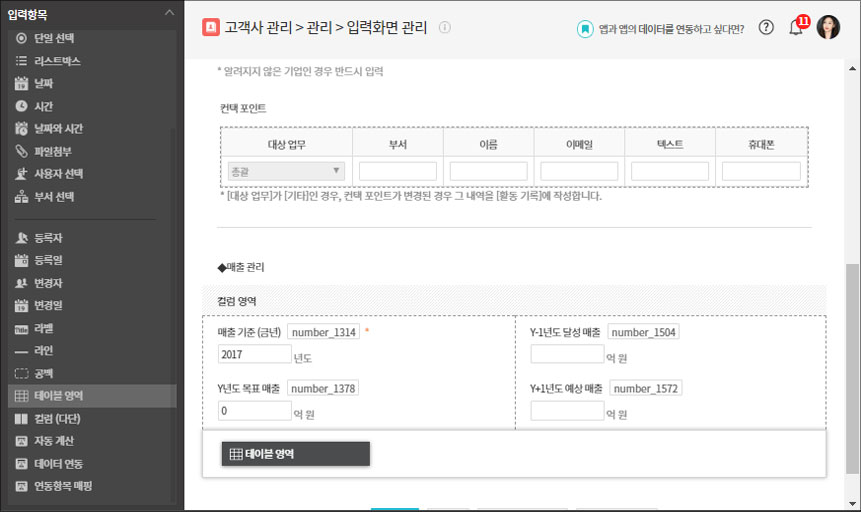 입력항목
단일 선택
리스트박스
날짜
시간
날짜와 시간
파일첨부
사용자 선택
부서 선택
등록자
등록일
변경자
변경일
라벨
라인
공백
테이블 영역
컬럼 (다단)
자동 계산
데이터 연동
연동항목 매핑
고객사 관리 > 관리 > 입력화면 관리
앱과 앱의 데이터를 연동하고 싶다면?
11
* 알려지지 않은 기업인 경우 반드시 입력
컨택 포인트
대상 업무 부서 이름 이메일 텍스트 휴대폰
총괄
* [대상 업무]가 [기타]인 경우, 컨택 포인트가 변경된 경우 그 내역을 [활동 기록]에 작성합니다.
◆매출 관리
컬럼 영역
매출 기준 (금년) number_1314 * Y-1년도 달성 매출 number_1504
2017 년도 억 원
Y년도 목표 매출 number_1378 Y+1년도 예상 매출 number_1572
0 억 원 억 원
테이블 영역